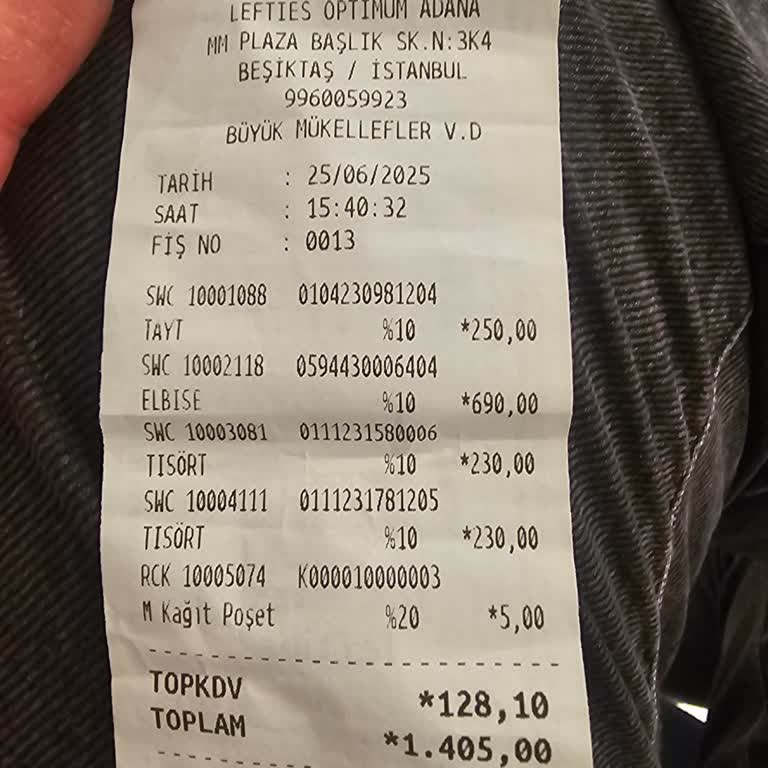 LEFTIES OPTİMUM ADANA
MM PLAZA BAŞLIK SK.N:3K4
BEŞİKTAŞ / İSTANBUL
9960059923
BÜYÜK MÜKELLEFLER V.D
TARİH : 25/06/2025
SAAT : 15:40:32
FİŞ NO : 0013
SWC 10001088 0104230981204
TAYT %10 *250,00
SWC 10002118 0594430006404
ELBISE %10 *690,00
SWC 10003081 0111231580006
TISÖRT %10 *230,00
SWC 10004111 0111231781205
TISÖRT %10 *230,00
RCK 10005074 K000010000003
M Kağıt Poşet %20 *5,00
TOPKDV *128,10
TOPLAM *1.405,00